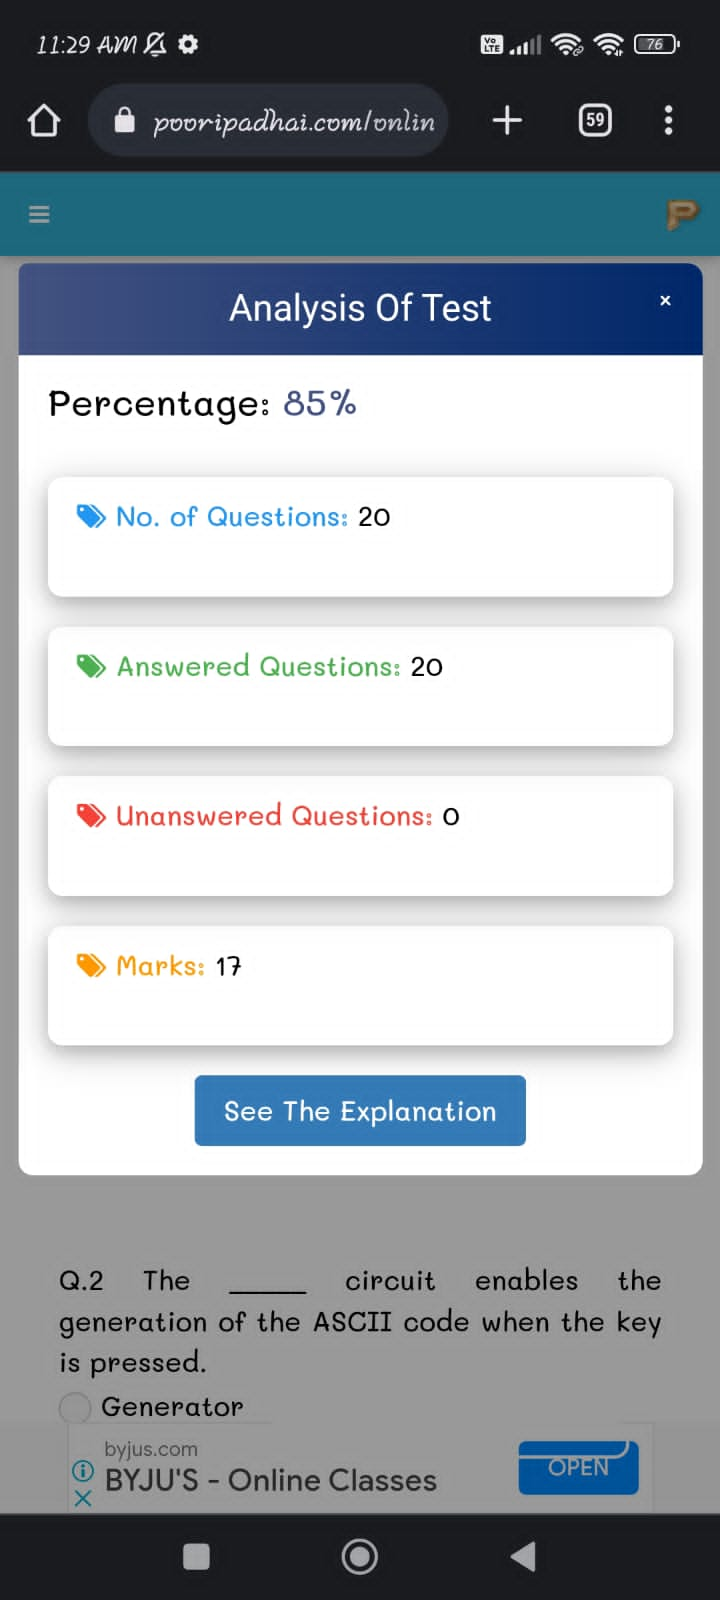 11:29 AM
Vo LTE
76
pooripadhai.com/onlin
59
P
Analysis Of Test
×
Percentage: 85%
No. of Questions: 20
Answered Questions: 20
Unanswered Questions: 0
Marks: 17
See The Explanation
Q.2 The _____ circuit enables the
generation of the ASCII code when the key
is pressed.
Generator
byjus.com
BYJU'S - Online Classes
OPEN